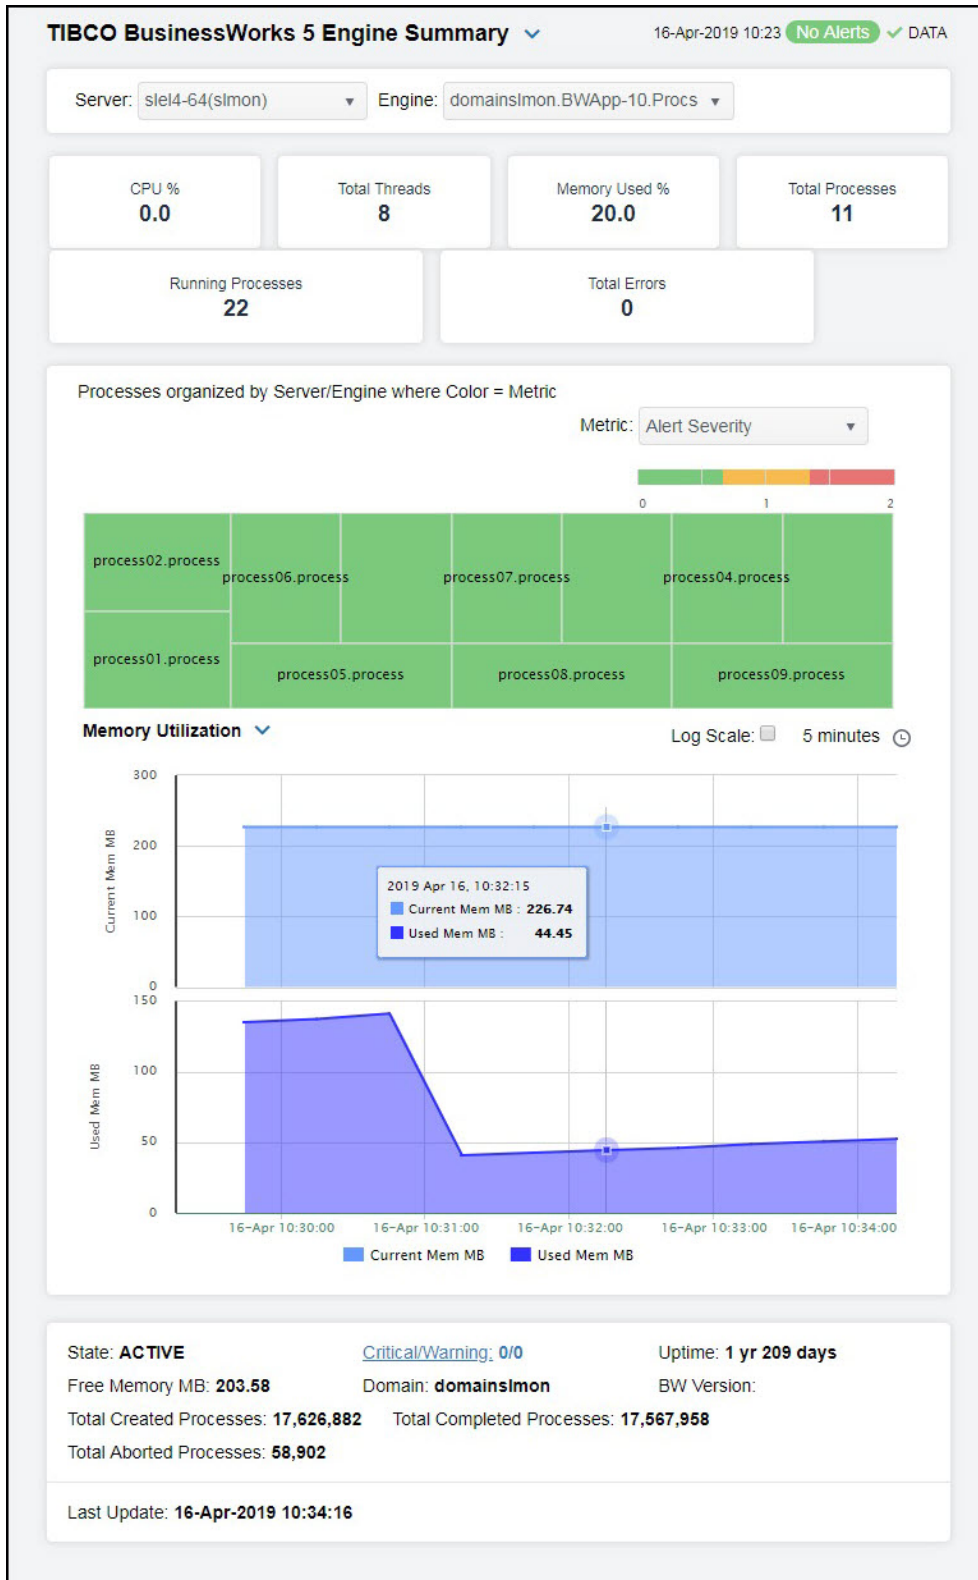 TIBCO BusinessWorks 5 Engine Summary 16-Apr-2019 10:23 No Alerts DATA
Server: slel4-64(slmon) Engine: domainslmon.BWApp-10.Procs
CPU % Total Threads Memory Used % Total Processes
0.0 8 20.0 11
Running Processes Total Errors
22 0
Processes organized by Server/Engine where Color = Metric
Metric: Alert Severity
0 1 2
process02.process process06.process process07.process process04.process
process01.process process05.process process08.process process09.process
Memory Utilization Log Scale: 5 minutes
300
200
100
0
Current Mem MB
2019 Apr 16, 10:32:15
Current Mem MB : 226.74
Used Mem MB : 44.45
150
100
50
0
Used Mem MB
16-Apr 10:30:00 16-Apr 10:31:00 16-Apr 10:32:00 16-Apr 10:33:00 16-Apr 10:34:00
Current Mem MB Used Mem MB
State: ACTIVE Critical/Warning: 0/0 Uptime: 1 yr 209 days
Free Memory MB: 203.58 Domain: domainslmon BW Version:
Total Created Processes: 17,626,882 Total Completed Processes: 17,567,958
Total Aborted Processes: 58,902
Last Update: 16-Apr-2019 10:34:16